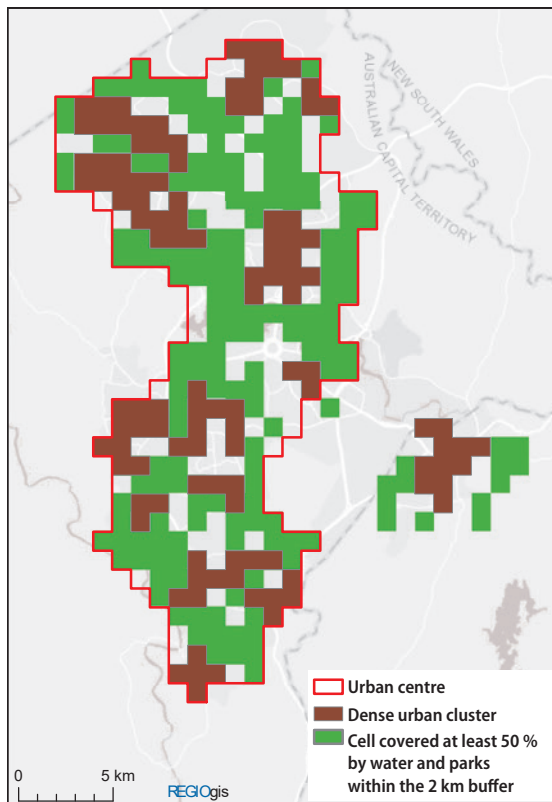 NEW SOUTH WALES
AUSTRALIAN CAPITAL TERRITORY
Urban centre
Dense urban cluster
Cell covered at least 50 %
by water and parks
within the 2 km buffer
0 5 km
REGIOgis